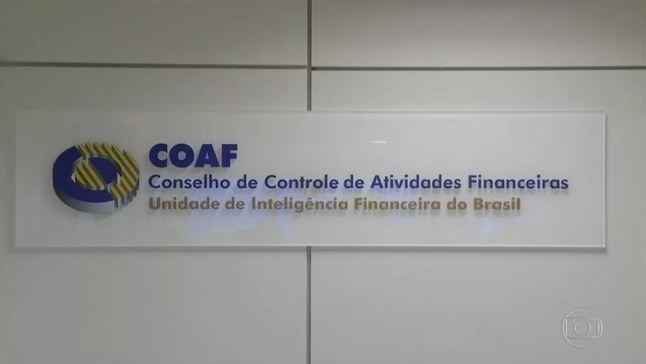 COAF
Conselho de Controle de Atividades Financeiras
Unidade de Inteligência Financeira do Brasil